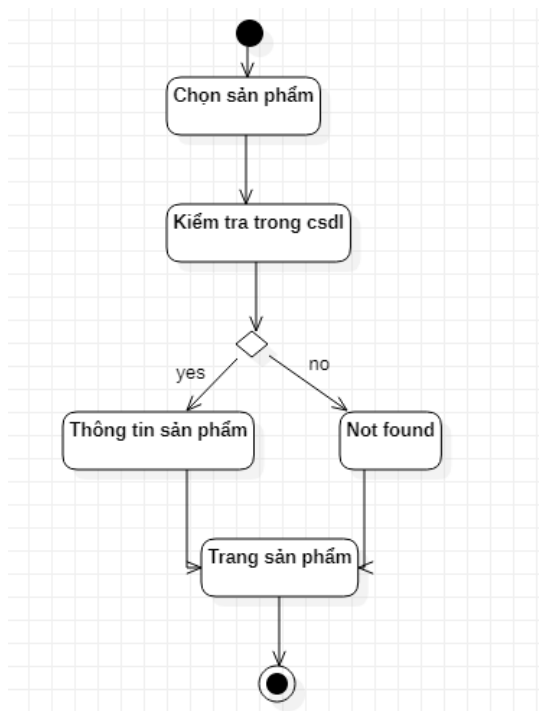 Chọn sản phẩm
Kiểm tra trong csdl
yes
no
Thông tin sản phẩm
Not found
Trang sản phẩm